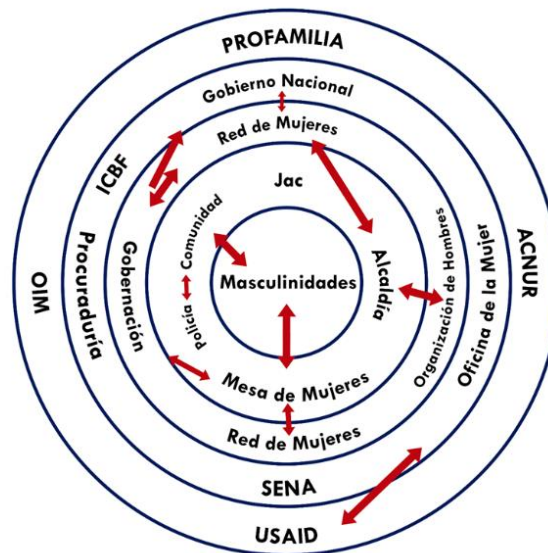 PROFAMILIA
Gobierno Nacional
Red de Mujeres
Jac
ICBF
Comunidad
Masculinidades
Alcaldía
Organización de Hombres
Oficina de la Mujer
ACNUR
OIM
Procuraduría
Gobernación
Policía
Mesa de Mujeres
Red de Mujeres
SENA
USAID